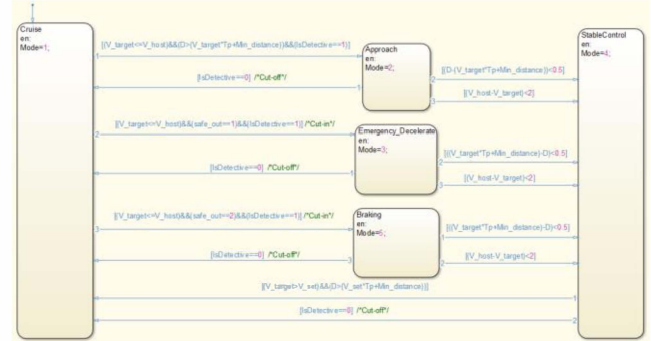 Cruise
en:
Mode=1;
[(V_target<=V_host)&&(D>(V_target*Tp+Min_distance()&&(IsDetective==1)]
1
Approach
en:
Mode=2;
[IsDetective==0] /*Cut-off*/
1
2
[(D-(V_target*Tp+Min_distance))<0.5]
3
[(V_host-V_target)<2]
StableControl
en:
Mode=4;
[(V_target<=V_host)&&(safe_out==1)&&(IsDetective==1)] /*Cut-in*/
2
Emergency_Decelerate
en:
Mode=3;
[IsDetective==0] /*Cut-off*/
1
2
[((V_target*Tp+Min_distance)-D)<0.5]
3
[(V_host-V_target)<2]
[(V_target<=V_host)&&(safe_out==2)&&(IsDetective==1)] /*Cut-in*/
3
Braking
en:
Mode=5;
[IsDetective==0] /*Cut-off*/
3
1
[((V_target*Tp+Min_distance)-D)<0.5]
2
[(V_host-V_target)<2]
[(V_target>V_set)&&(D>(V_set*Tp+Min_distance))]
1
[IsDetective==0] /*Cut-off*/
2